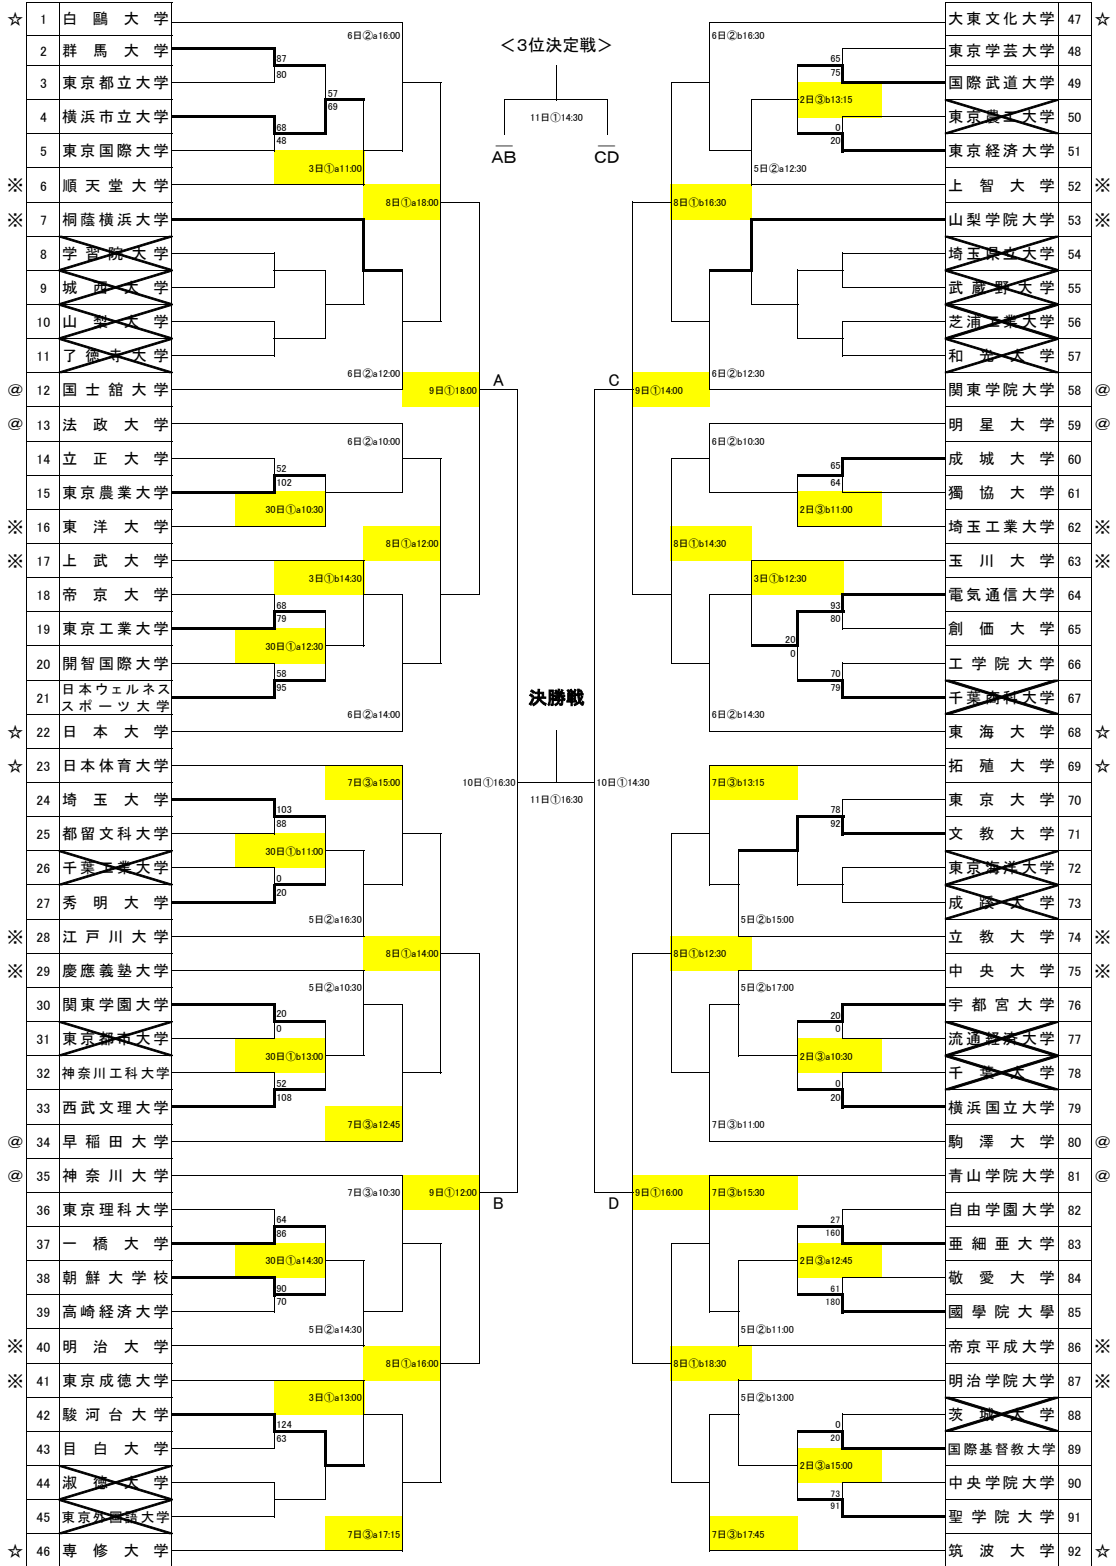 ☆ 1 白鷗大学
2 群馬大学
3 東京都立大学
4 横浜市立大学
5 東京国際大学
※ 6 順天堂大学
※ 7 桐蔭横浜大学
8 学習院大学
9 城西大学
10 山梨大学
11 了徳寺大学
@ 12 国士舘大学
@ 13 法政大学
14 立正大学
15 東京農業大学
※ 16 東洋大学
※ 17 上武大学
18 帝京大学
19 東京工業大学
20 開智国際大学
21 日本ウェルネス
スポーツ大学
☆ 22 日本大学
☆ 23 日本体育大学
24 埼玉大学
25 都留文科大学
26 千葉工業大学
27 秀明大学
※ 28 江戸川大学
※ 29 慶應義塾大学
30 関東学園大学
31 東京都市大学
32 神奈川工科大学
33 西武文理大学
@ 34 早稲田大学
@ 35 神奈川大学
36 東京理科大学
37 一橋大学
38 朝鮮大学校
39 高崎経済大学
※ 40 明治大学
※ 41 東京成徳大学
42 駿河台大学
43 目白大学
44 淑徳大学
45 東京外国語大学
☆ 46 専修大学
6日②a16:00
87
80
57
69
68
48
3日①a11:00
8日①a18:00
6日②a12:00
9日①18:00
A
6日②a10:00
52
102
30日①a10:30
8日①a12:00
3日①b14:30
68
79
30日①a12:30
58
95
6日②a14:00
7日③a15:00
10日①16:30
103
88
30日①b11:00
0
20
5日②a16:30
8日①a14:00
5日②a10:30
20
0
30日①b13:00
52
108
7日③a12:45
7日③a10:30
9日①12:00
B
64
86
30日①a14:30
90
70
5日②a14:30
8日①a16:00
3日①a13:00
124
63
7日③a17:15
＜3位決定戦＞
11日①14:30
AB
CD
決勝戦
11日①16:30
6日②b16:30
65
75
2日③b13:15
0
20
5日②a12:30
8日①b16:30
6日②b12:30
C
9日①14:00
6日②b10:30
65
64
2日③b11:00
8日①b14:30
3日①b12:30
93
80
20
0
70
79
6日②b14:30
10日①14:30
7日③b13:15
78
92
5日②b15:00
8日①b12:30
5日②b17:00
20
0
2日③a10:30
0
20
7日③b11:00
D
9日①16:00
7日③b15:30
27
160
2日③a12:45
61
180
5日②b11:00
8日①b18:30
5日②b13:00
0
20
2日③a15:00
73
91
7日③b17:45
大東文化大学 47 ☆
東京学芸大学 48
国際武道大学 49
東京農工大学 50
東京経済大学 51
上智大学 52 ※
山梨学院大学 53 ※
埼玉県立大学 54
武蔵野大学 55
芝浦工業大学 56
和光大学 57
関東学院大学 58 @
明星大学 59 @
成城大学 60
獨協大学 61
埼玉工業大学 62 ※
玉川大学 63 ※
電気通信大学 64
創価大学 65
工学院大学 66
千葉商科大学 67
東海大学 68 ☆
拓殖大学 69 ☆
東京大学 70
文教大学 71
東京海洋大学 72
成蹊大学 73
立教大学 74 ※
中央大学 75 ※
宇都宮大学 76
流通経済大学 77
千葉大学 78
横浜国立大学 79
駒澤大学 80 @
青山学院大学 81 @
自由学園大学 82
亜細亜大学 83
敬愛大学 84
國學院大學 85
帝京平成大学 86 ※
明治学院大学 87 ※
茨城大学 88
国際基督教大学 89
中央学院大学 90
聖学院大学 91
筑波大学 92 ☆